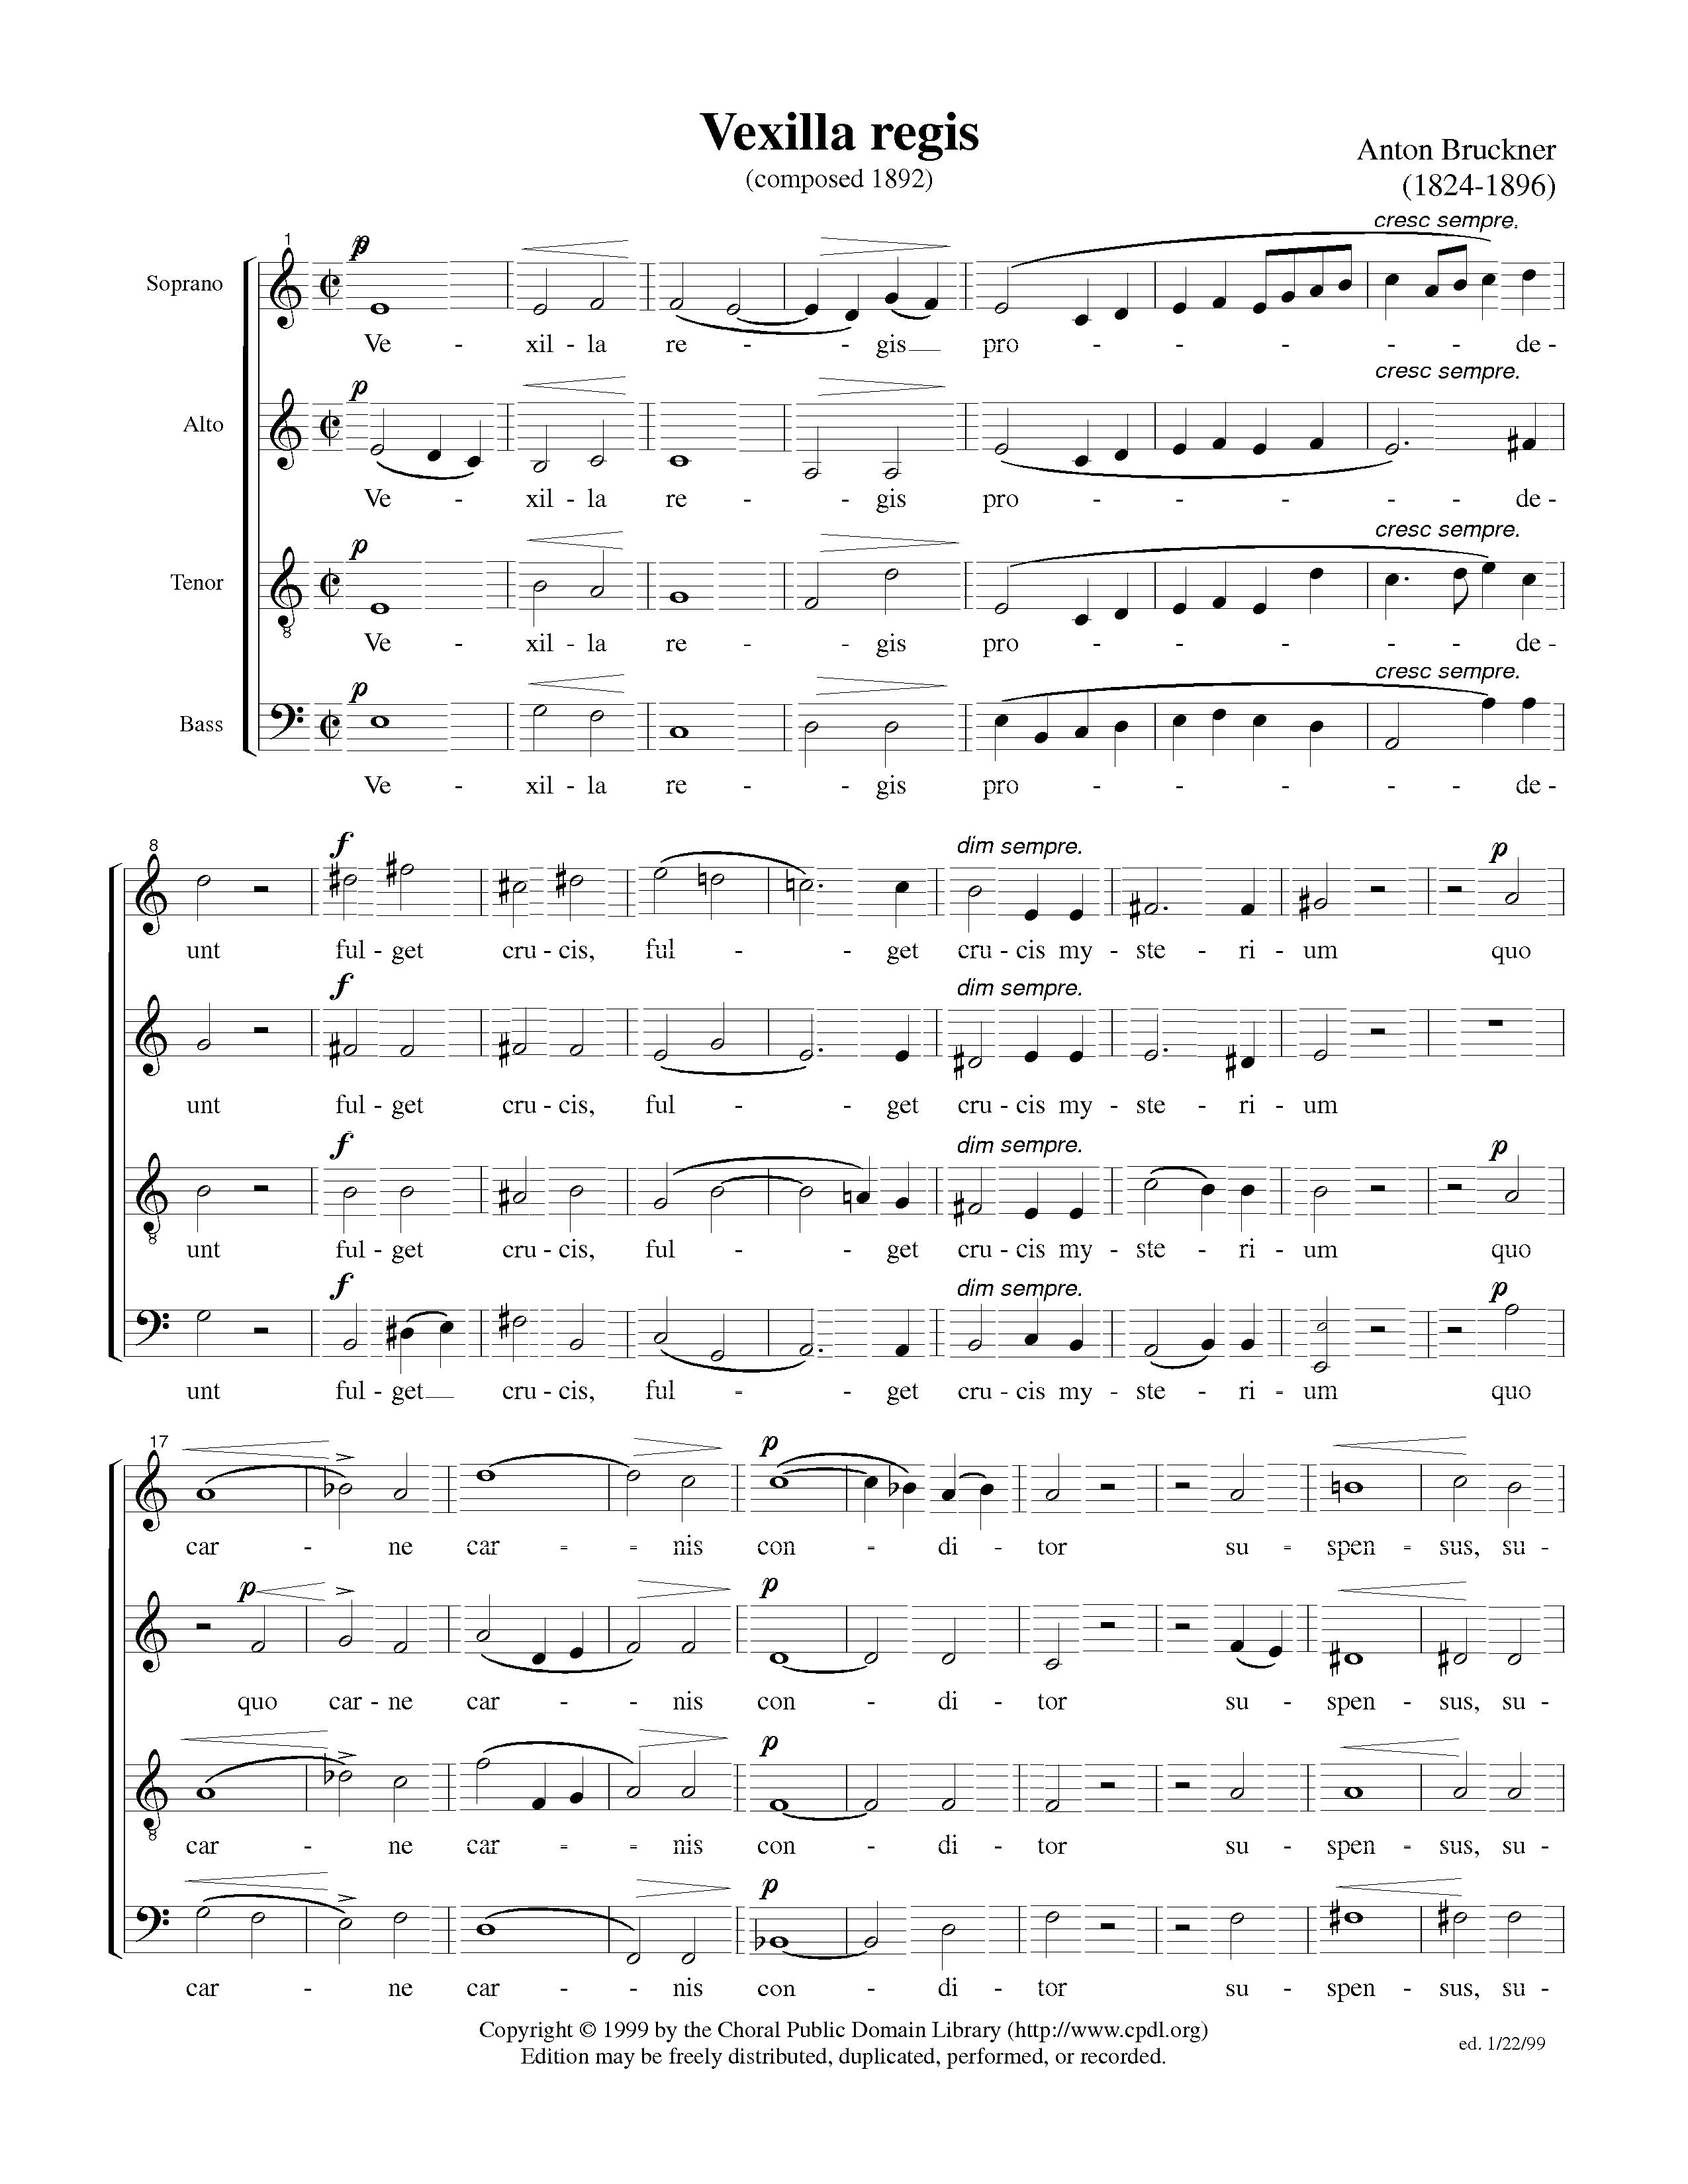 Vexilla regis
(composed 1892)
Anton Bruckner
(1824-1896)
cresc sempre.
1
p
Soprano
Ve - xil - la re - - gis pro - - - - - de -
cresc sempre.
p
Alto
Ve - xil - la re - - gis pro - - - - - de -
cresc sempre.
p
Tenor
Ve - xil - la re - - gis pro - - - - - de -
cresc sempre.
p
Bass
Ve - xil - la re - - gis pro - - - - - de -
8 f dim sempre. p
unt ful - get cru - cis, ful - - get cru - cis my - ste - ri - um quo
f dim sempre.
unt ful - get cru - cis, ful - - get cru - cis my - ste - ri - um
f dim sempre. p
unt ful - get cru - cis, ful - - get cru - cis my - ste - ri - um quo
f dim sempre. p
unt ful - get cru - cis, ful - - get cru - cis my - ste - ri - um quo
17 p
car - ne car - - nis con - di - tor su - spen - sus, su -
p p
quo car - ne car - - nis con - di - tor su - spen - sus, su -
p
car - ne car - - nis con - di - tor su - spen - sus, su -
p
car - ne car - - nis con - di - tor su - spen - sus, su -
Copyright © 1999 by the Choral Public Domain Library (http://www.cpdl.org)
Edition may be freely distributed, duplicated, performed, or recorded.
ed. 1/22/99